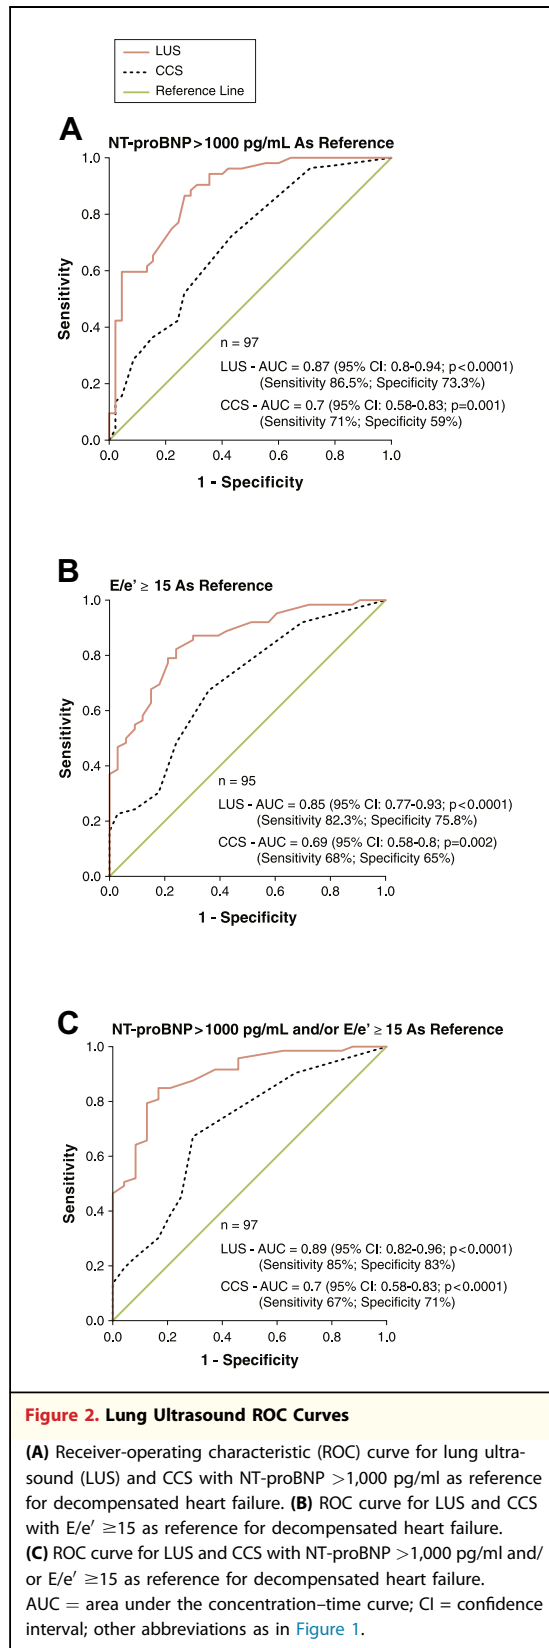 LUS
CCS
Reference Line
A
NT-proBNP>1000 pg/mL As Reference
1.0
0.8
0.6
0.4
0.2
0.0
Sensitivity
n = 97
LUS - AUC = 0.87 (95% CI: 0.8-0.94; p<0.0001)
(Sensitivity 86.5%; Specificity 73.3%)
CCS - AUC = 0.7 (95% CI: 0.58-0.83; p=0.001)
(Sensitivity 71%; Specificity 59%)
0.0 0.2 0.4 0.6 0.8 1.0
1 - Specificity
B
E/e' ≥ 15 As Reference
1.0
0.8
0.6
0.4
0.2
0.0
Sensitivity
n = 95
LUS - AUC = 0.85 (95% CI: 0.77-0.93; p<0.0001)
(Sensitivity 82.3%; Specificity 75.8%)
CCS - AUC = 0.69 (95% CI: 0.58-0.8; p=0.002)
(Sensitivity 68%; Specificity 65%)
0.0 0.2 0.4 0.6 0.8 1.0
1 - Specificity
C
NT-proBNP>1000 pg/mL and/or E/e' ≥ 15 As Reference
1.0
0.8
0.6
0.4
0.2
0.0
Sensitivity
n = 97
LUS - AUC = 0.89 (95% CI: 0.82-0.96; p<0.0001)
(Sensitivity 85%; Specificity 83%)
CCS - AUC = 0.7 (95% CI: 0.58-0.83; p<0.0001)
(Sensitivity 67%; Specificity 71%)
0.0 0.2 0.4 0.6 0.8 1.0
1 - Specificity
Figure 2. Lung Ultrasound ROC Curves
(A) Receiver-operating characteristic (ROC) curve for lung ultra-
sound (LUS) and CCS with NT-proBNP >1,000 pg/ml as reference
for decompensated heart failure. (B) ROC curve for LUS and CCS
with E/e′ ≥15 as reference for decompensated heart failure.
(C) ROC curve for LUS and CCS with NT-proBNP >1,000 pg/ml and/
or E/e′ ≥15 as reference for decompensated heart failure.
AUC = area under the concentration–time curve; CI = confidence
interval; other abbreviations as in Figure 1.